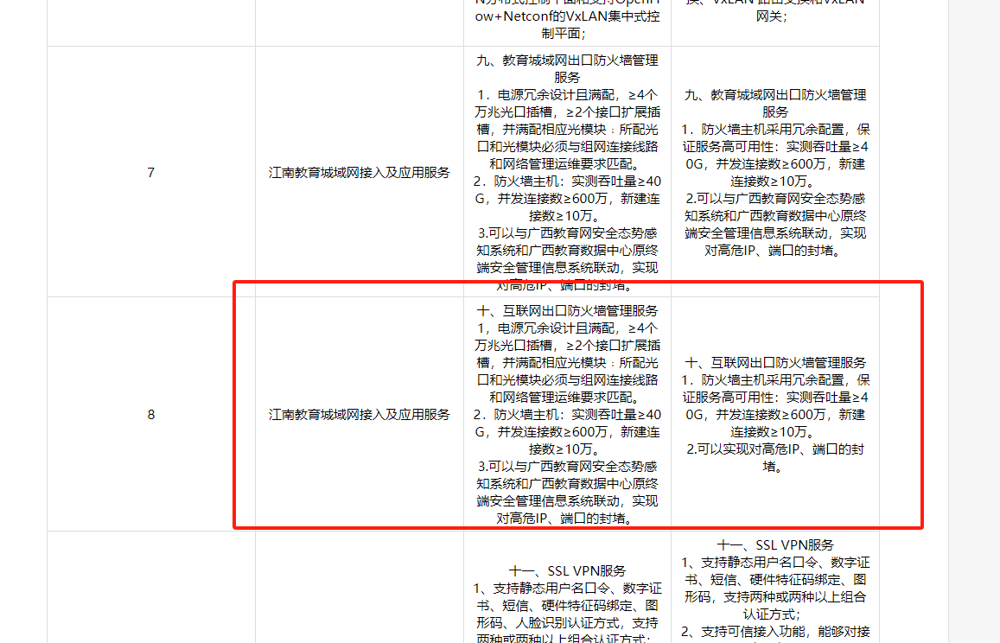 N分布式控制平面和支持OpenFl
ow+Netconf的VxLAN集中式控
制平面；
换、VxLAN 路由交换和VxLAN
网关；
7
江南教育城域网接入及应用服务
九、教育城域网出口防火墙管理
服务
1．电源冗余设计且满配，≥4个
万兆光口插槽，≥2个接口扩展插
槽，并满配相应光模块﹔所配光
口和光模块必须与组网连接线路
和网络管理运维要求匹配。
2．防火墙主机：实测吞吐量≥40
G，并发连接数≥600万，新建连
接数≥10万。
3.可以与广西教育网安全态势感
知系统和广西教育数据中心原终
端安全管理信息系统联动，实现
对高危IP、端口的封堵。
九、教育城域网出口防火墙管理
服务
1．防火墙主机采用冗余配置，保
证服务高可用性：实测吞吐量≥4
0G，并发连接数≥600万，新建
连接数≥10万。
2.可以与广西教育网安全态势感
知系统和广西教育数据中心原终
端安全管理信息系统联动，实现
对高危IP、端口的封堵。
8
江南教育城域网接入及应用服务
十、互联网出口防火墙管理服务
1，电源冗余设计且满配，≥4个
万兆光口插槽，≥2个接口扩展插
槽，并满配相应光模块﹔所配光
口和光模块必须与组网连接线路
和网络管理运维要求匹配。
2．防火墙主机：实测吞吐量≥40
G，并发连接数≥600万，新建连
接数≥10万。
3.可以与广西教育网安全态势感
知系统和广西教育数据中心原终
端安全管理信息系统联动，实现
对高危IP、端口的封堵。
十、互联网出口防火墙管理服务
1．防火墙主机采用冗余配置，保
证服务高可用性：实测吞吐量≥4
0G，并发连接数≥600万，新建
连接数≥10万。
2.可以实现对高危IP、端口的封
堵。
十一、SSL VPN服务
1、支持静态用户名口令、数字证
书、短信、硬件特征码绑定、图
形码、人脸识别认证方式，支持
两种或两种以上组合认证方式；
十一、SSL VPN服务
1、支持静态用户名口令、数字证
书、短信、硬件特征码绑定、图
形码，支持两种或两种以上组合
认证方式；
2、支持可信接入功能，能够对接